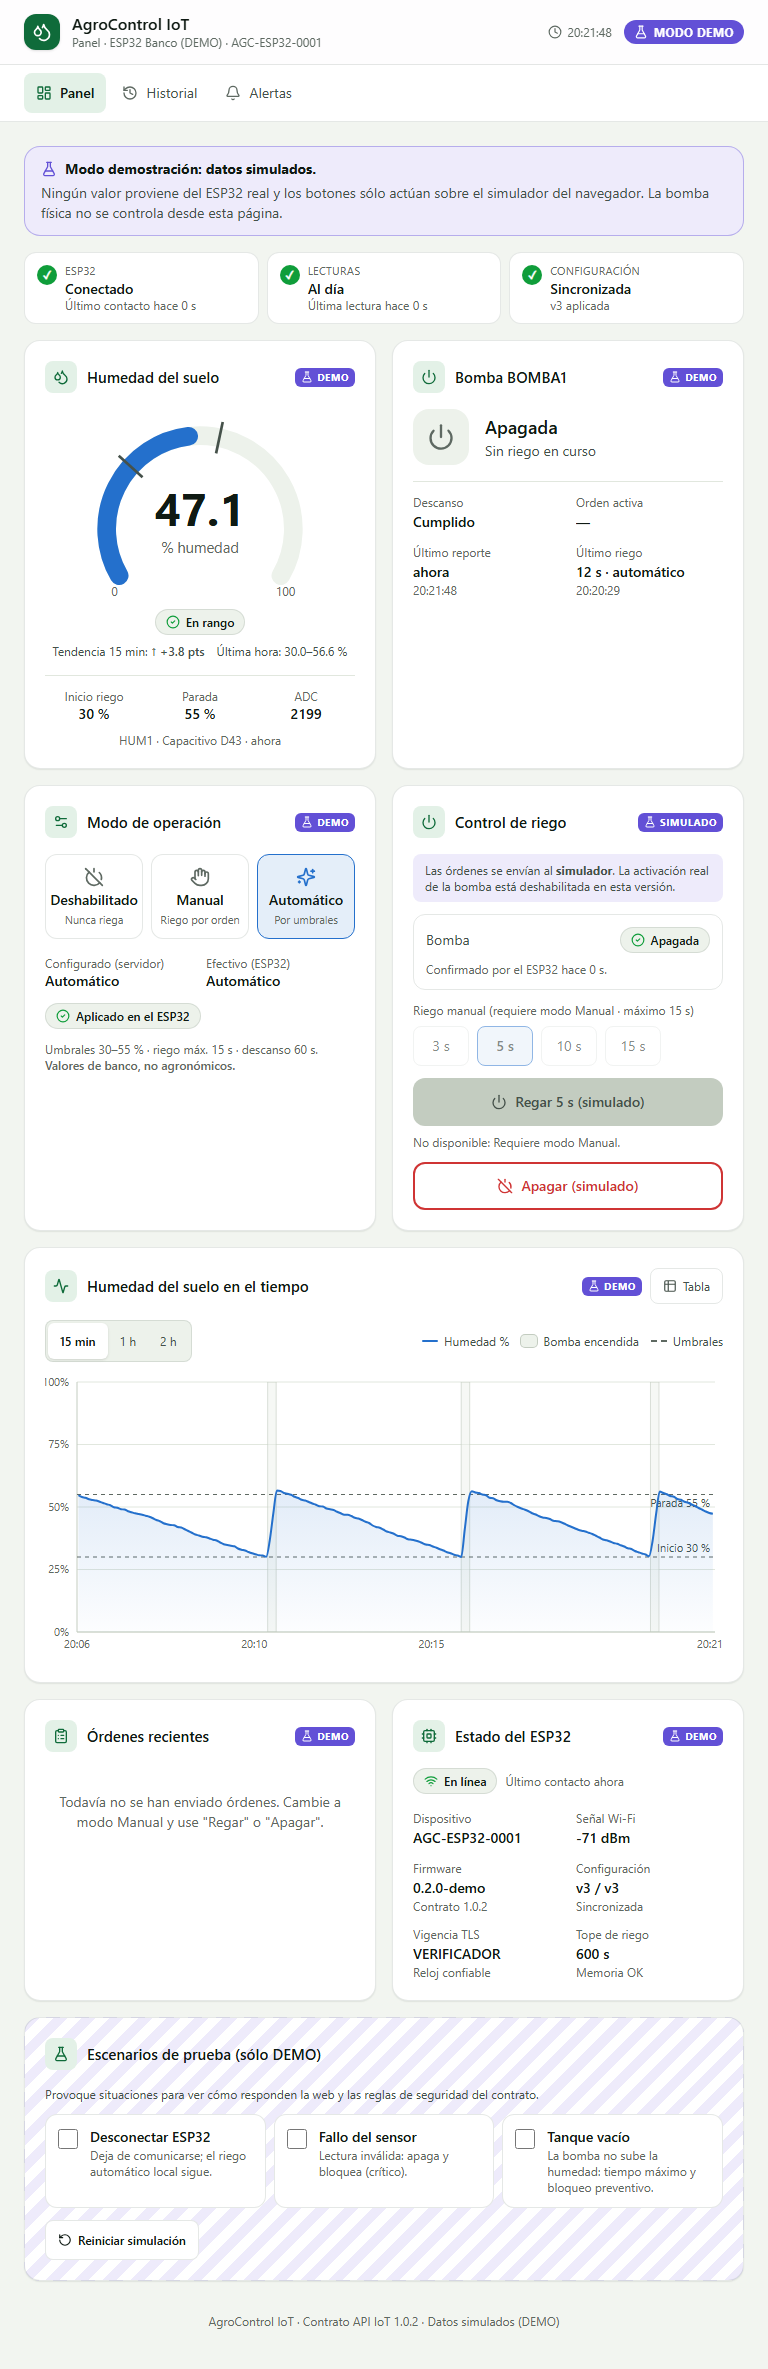 AgroControl IoT
Panel · ESP32 Banco (DEMO) · AGC-ESP32-0001
20:21:48
MODO DEMO
Panel
Historial
Alertas
Modo demostración: datos simulados.
Ningún valor proviene del ESP32 real y los botones sólo actúan sobre el simulador del navegador. La bomba
física no se controla desde esta página.
ESP32
Conectado
Último contacto hace 0 s
LECTURAS
Al día
Última lectura hace 0 s
CONFIGURACIÓN
Sincronizada
v3 aplicada
Humedad del suelo
DEMO
47.1
% humedad
0
100
En rango
Tendencia 15 min: ↑ +3.8 pts Última hora: 30.0–56.6 %
Inicio riego
30 %
Parada
55 %
ADC
2199
HUM1 · Capacitivo D43 · ahora
Bomba BOMBA1
DEMO
Apagada
Sin riego en curso
Descanso
Cumplido
Orden activa
—
Último reporte
ahora
20:21:48
Último riego
12 s · automático
20:20:29
Modo de operación
DEMO
Deshabilitado
Nunca riega
Manual
Riego por orden
Automático
Por umbrales
Configurado (servidor)
Automático
Efectivo (ESP32)
Automático
Aplicado en el ESP32
Umbrales 30–55 % · riego máx. 15 s · descanso 60 s.
Valores de banco, no agronómicos.
Control de riego
SIMULADO
Las órdenes se envían al simulador. La activación real
de la bomba está deshabilitada en esta versión.
Bomba
Apagada
Confirmado por el ESP32 hace 0 s.
Riego manual (requiere modo Manual · máximo 15 s)
3 s
5 s
10 s
15 s
Regar 5 s (simulado)
No disponible: Requiere modo Manual.
Apagar (simulado)
Humedad del suelo en el tiempo
DEMO
Tabla
15 min
1 h
2 h
Humedad %
Bomba encendida
Umbrales
100%
75%
50%
25%
0%
Parada 55 %
Inicio 30 %
20:06
20:10
20:15
20:21
Órdenes recientes
DEMO
Todavía no se han enviado órdenes. Cambie a
modo Manual y use "Regar" o "Apagar".
Estado del ESP32
DEMO
En línea
Último contacto ahora
Dispositivo
AGC-ESP32-0001
Señal Wi-Fi
-71 dBm
Firmware
0.2.0-demo
Contrato 1.0.2
Configuración
v3 / v3
Sincronizada
Vigencia TLS
VERIFICADOR
Reloj confiable
Tope de riego
600 s
Memoria OK
Escenarios de prueba (sólo DEMO)
Provoque situaciones para ver cómo responden la web y las reglas de seguridad del contrato.
Desconectar ESP32
Deja de comunicarse; el riego
automático local sigue.
Fallo del sensor
Lectura inválida: apaga y
bloquea (crítico).
Tanque vacío
La bomba no sube la
humedad: tiempo máximo y
bloqueo preventivo.
Reiniciar simulación
AgroControl IoT · Contrato API IoT 1.0.2 · Datos simulados (DEMO)